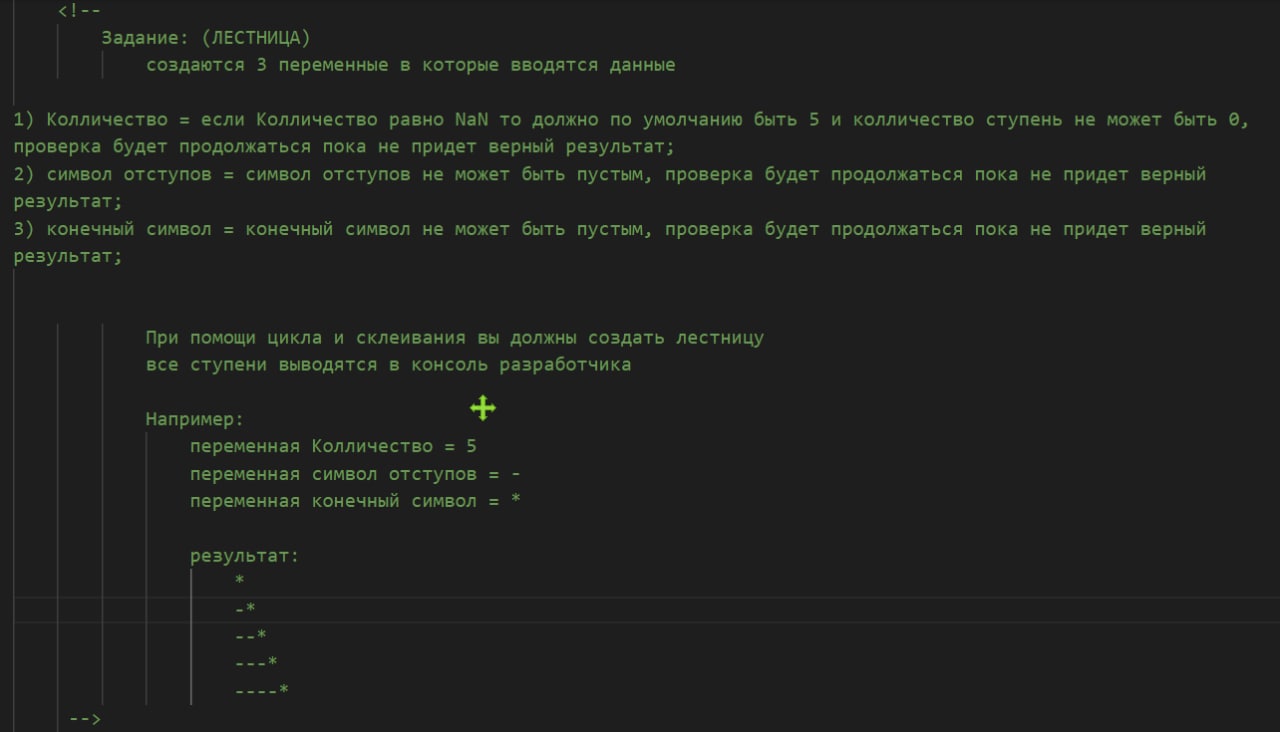 <!--
Задание: (ЛЕСТНИЦА)
создаются 3 переменные в которые вводятся данные
1) Колличество = если Колличество равно NaN то должно по умолчанию быть 5 и колличество ступень не может быть 0,
проверка будет продолжаться пока не придет верный результат;
2) символ отступов = символ отступов не может быть пустым, проверка будет продолжаться пока не придет верный
результат;
3) конечный символ = конечный символ не может быть пустым, проверка будет продолжаться пока не придет верный
результат;
При помощи цикла и склеивания вы должны создать лестницу
все ступени выводятся в консоль разработчика
Например:
переменная Колличество = 5
переменная символ отступов = -
переменная конечный символ = *
результат:
*
-*
--*
---*
----*
-->